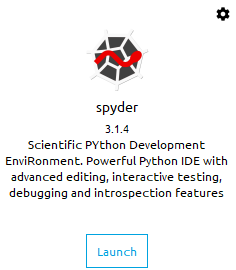 spyder
3.1.4
Scientific PYthon Development
EnviRonment. Powerful Python IDE with
advanced editing, interactive testing,
debugging and introspection features
Launch